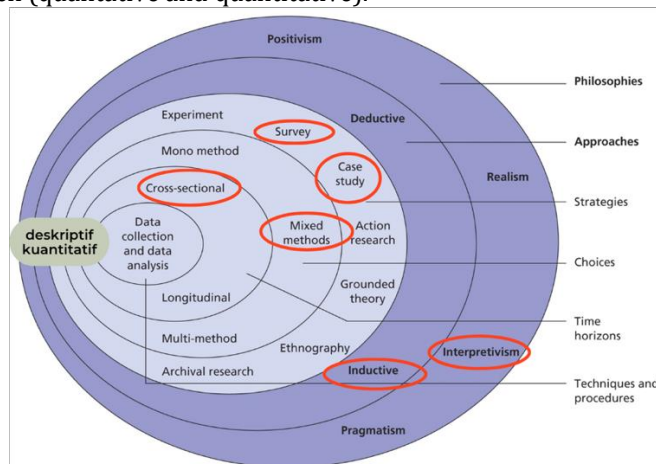 (qualitative and quantitative).
Positivism
Philosophies
Experiment
Survey
Deductive
Approaches
Mono method
Case
study
Realism
Cross-sectional
Strategies
deskriptif
kuantitatif
Data
collection
and data
analysis
Mixed
methods
Action
research
Choices
Longitudinal
Grounded
theory
Time
horizons
Multi-method
Ethnography
Interpretivism
Archival research
Inductive
Techniques and
procedures
Pragmatism